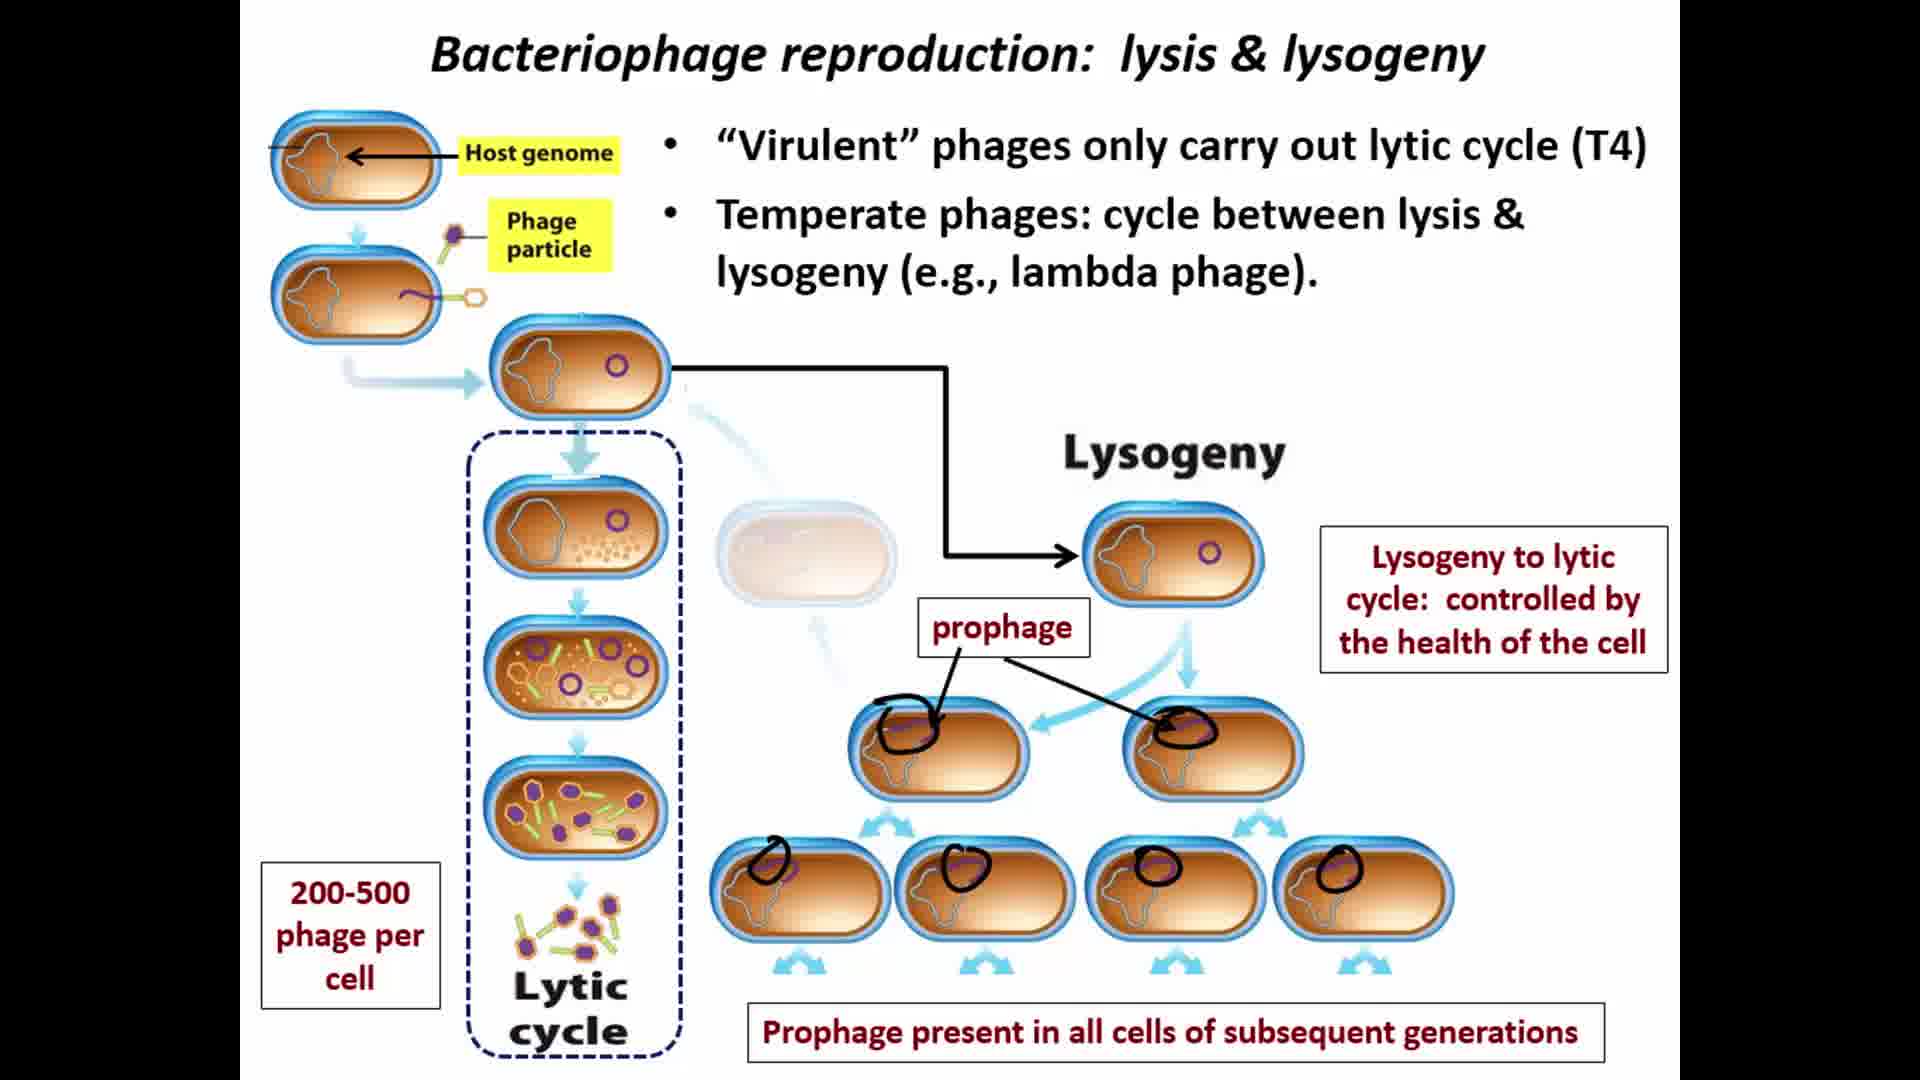 Bacteriophage reproduction: lysis & lysogeny
Host genome
Phage
particle
• “Virulent” phages only carry out lytic cycle (T4)
• Temperate phages: cycle between lysis &
lysogeny (e.g., lambda phage).
Lysogeny
Lysogeny to lytic
cycle: controlled by
the health of the cell
prophage
200-500
phage per
cell
Lytic
cycle
Prophage present in all cells of subsequent generations